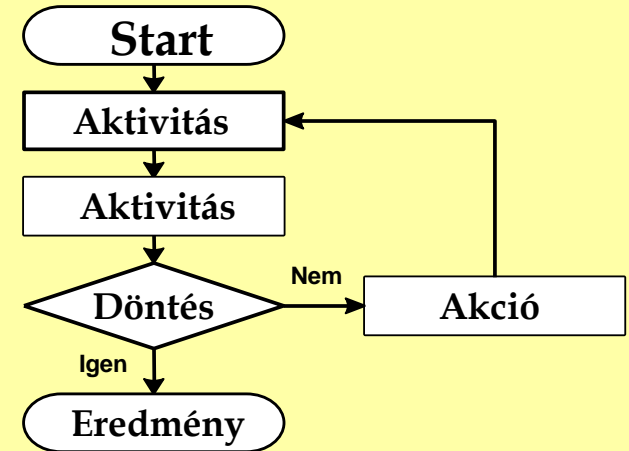 Start
Aktivitás
Aktivitás
Döntés
Nem
Akció
Igen
Eredmény